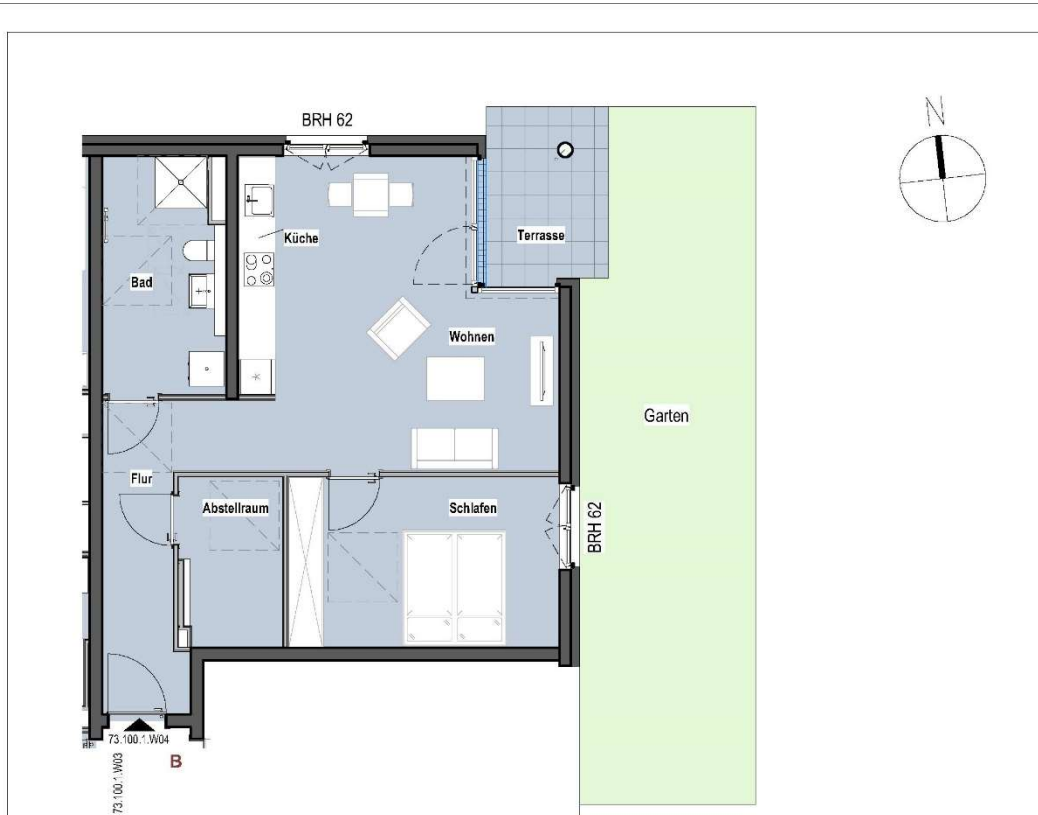 BRH 62
N
Küche
Terrasse
Bad
Wohnen
Garten
Flur
Abstellraum
Schlafen
BRH 62
73.100.1.W04
73.100.1.W03
B